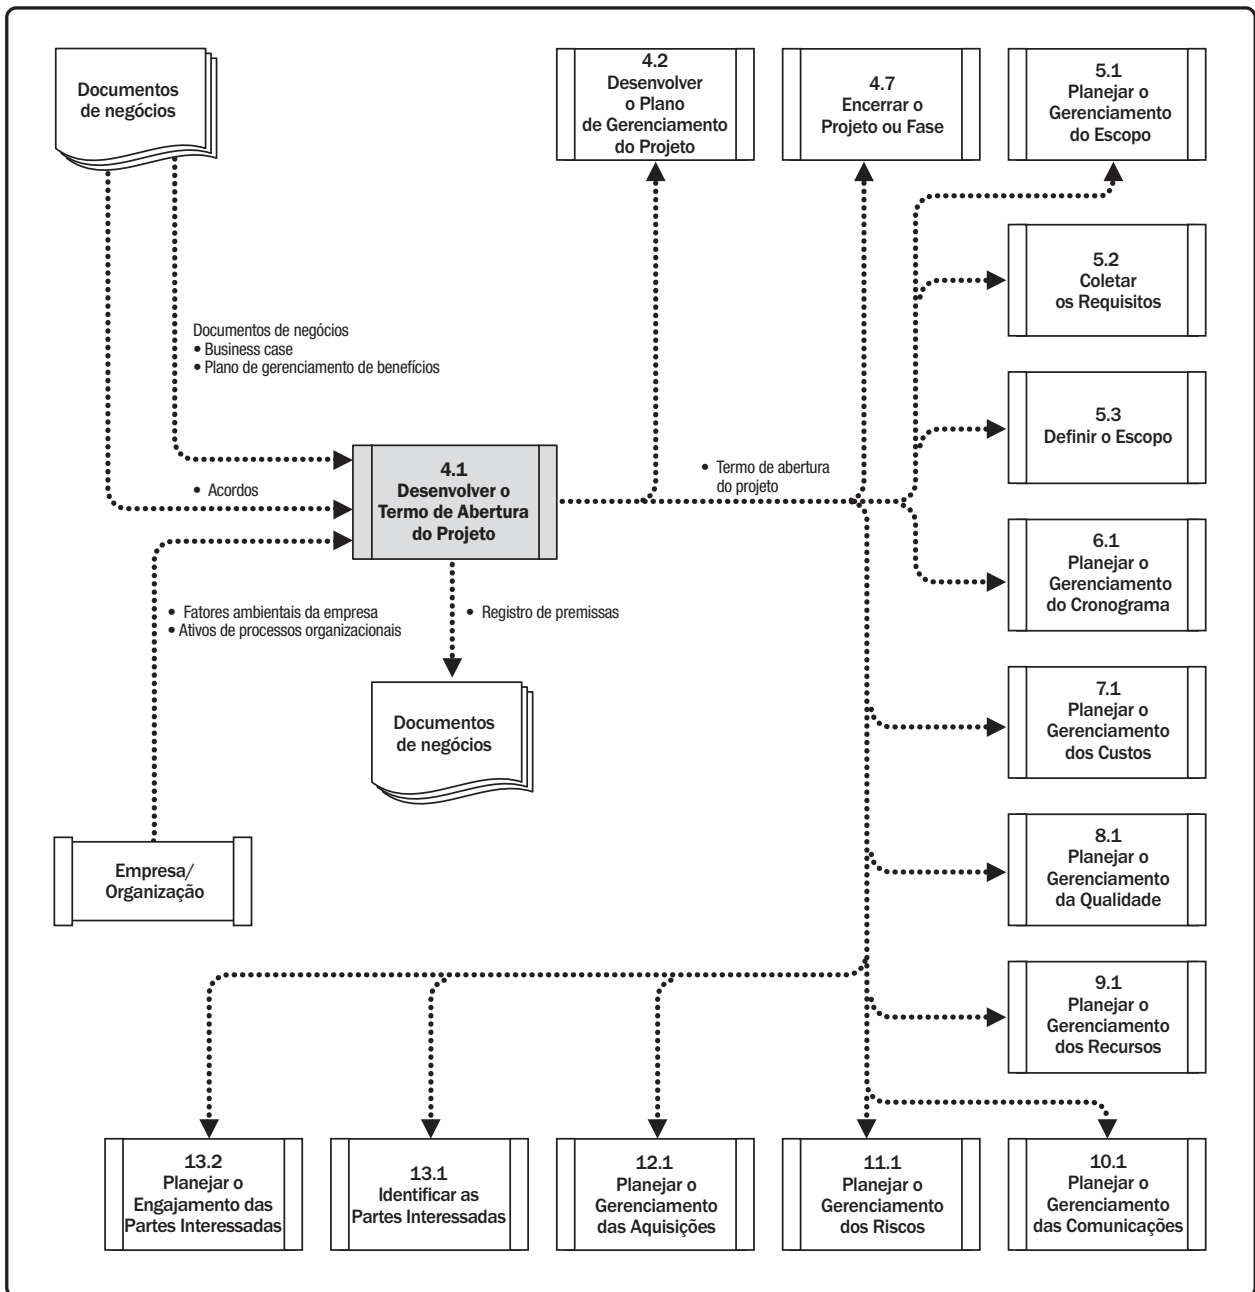 Documentos
de negócios
4.2
Desenvolver
o Plano
de Gerenciamento
do Projeto
4.7
Encerrar o
Projeto ou Fase
5.1
Planejar o
Gerenciamento
do Escopo
5.2
Coletar
os Requisitos
Documentos de negócios
• Business case
• Plano de gerenciamento de benefícios
5.3
Definir o Escopo
4.1
Desenvolver o
Termo de Abertura
do Projeto
• Acordos
• Termo de abertura
do projeto
6.1
Planejar o
Gerenciamento
do Cronograma
• Fatores ambientais da empresa
• Ativos de processos organizacionais
• Registro de premissas
Documentos
de negócios
7.1
Planejar o
Gerenciamento
dos Custos
Empresa/
Organização
8.1
Planejar o
Gerenciamento
da Qualidade
9.1
Planejar o
Gerenciamento
dos Recursos
13.2
Planejar o
Engajamento das
Partes Interessadas
13.1
Identificar as
Partes Interessadas
12.1
Planejar o
Gerenciamento
das Aquisições
11.1
Planejar o
Gerenciamento
dos Riscos
10.1
Planejar o
Gerenciamento
das Comunicações